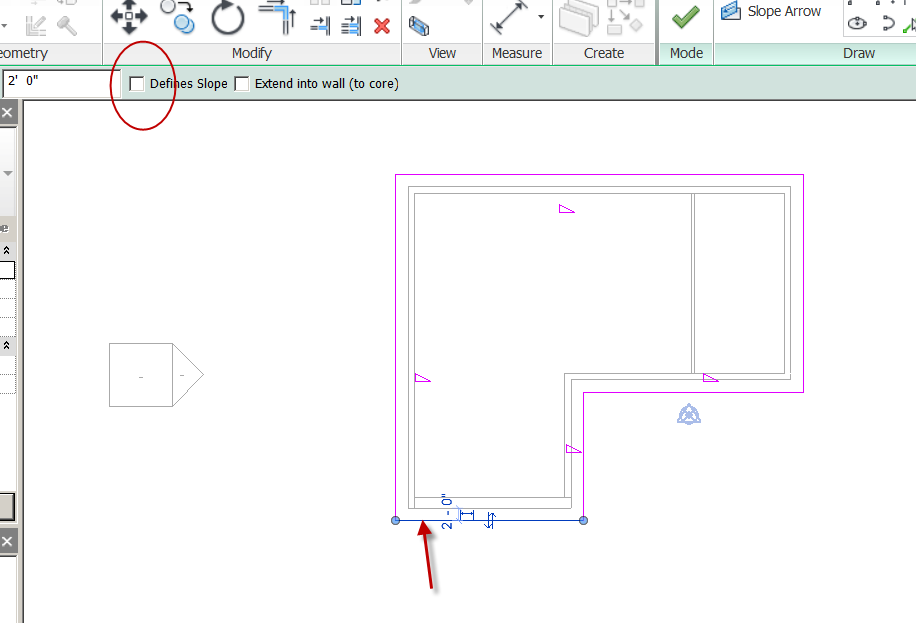 Slope Arrow
eometry
Modify
View
Measure
Create
Mode
Draw
2' 0"
Defines Slope
Extend into wall (to core)
e
2' - 0"